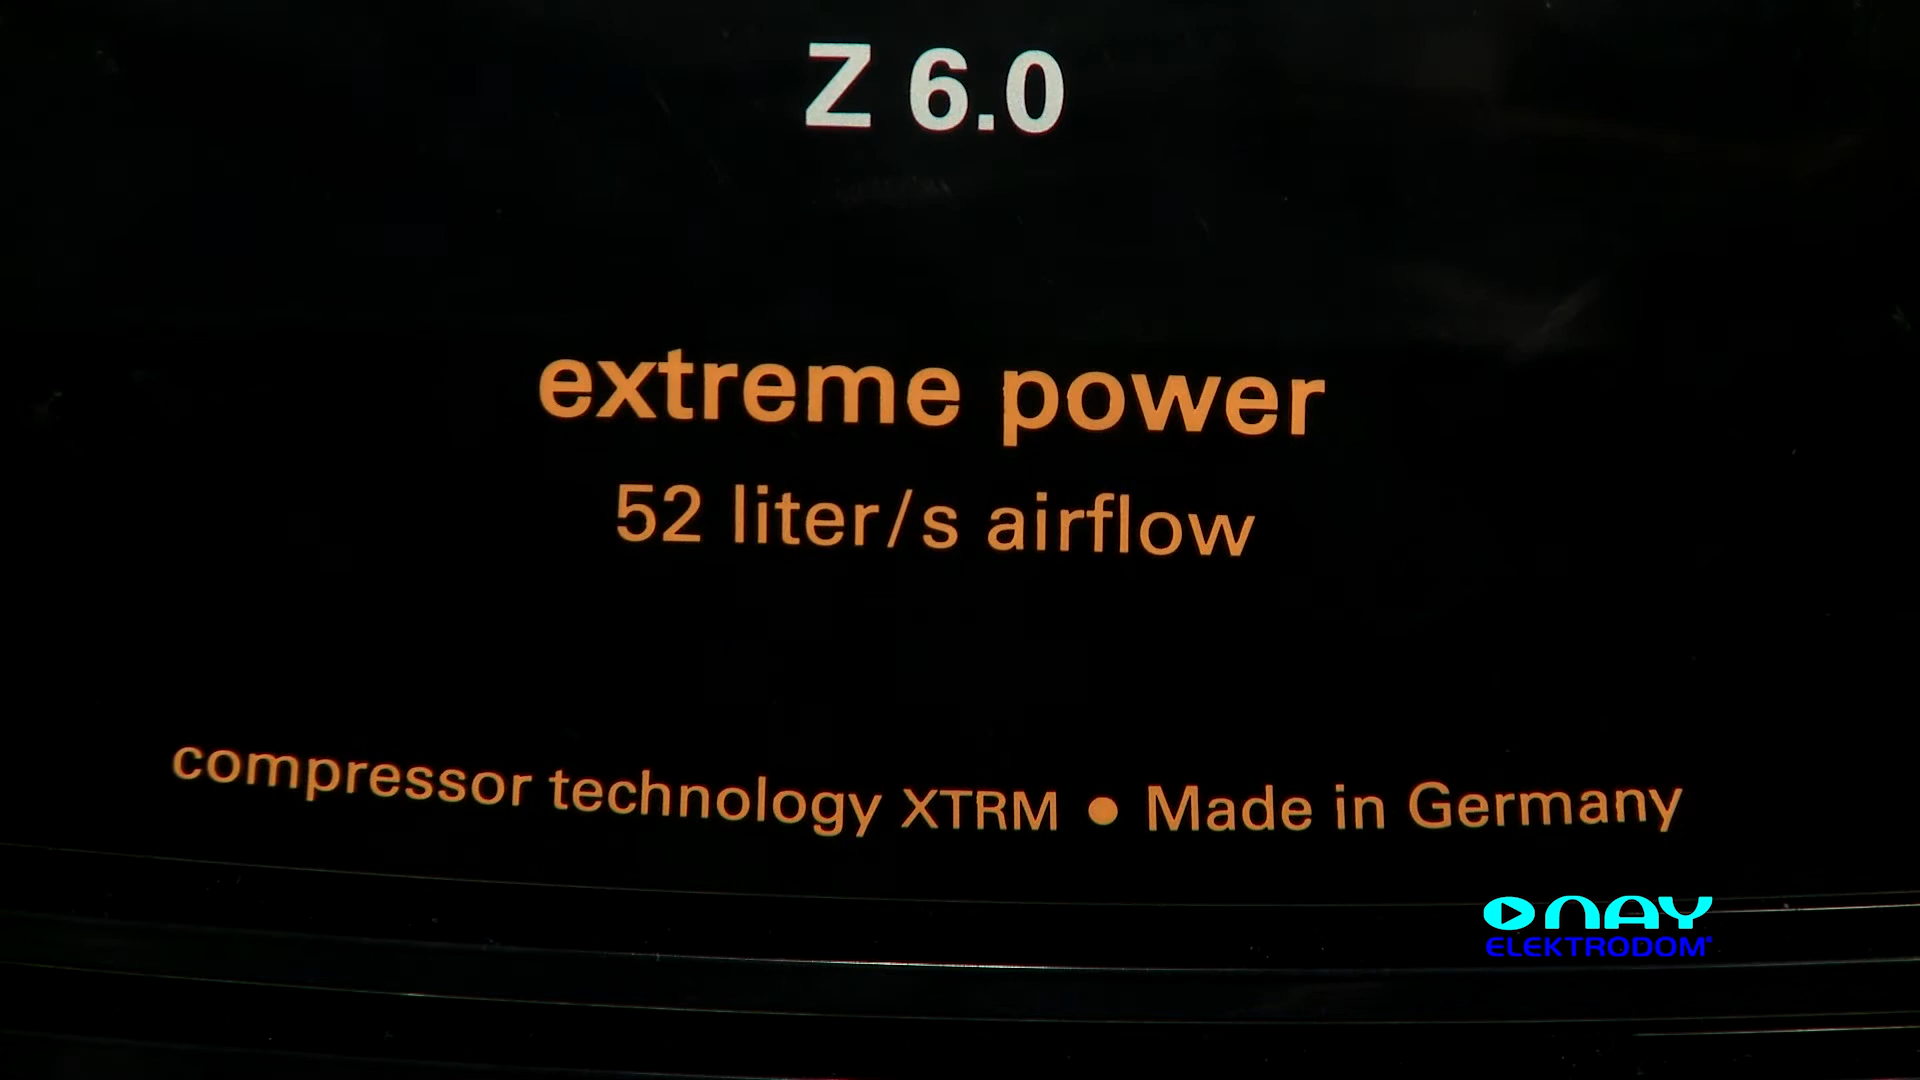 Z 6.0
extreme power
52 liter/s airflow
compressor technology XTRM • Made in Germany
NAY
ELEKTRODOM